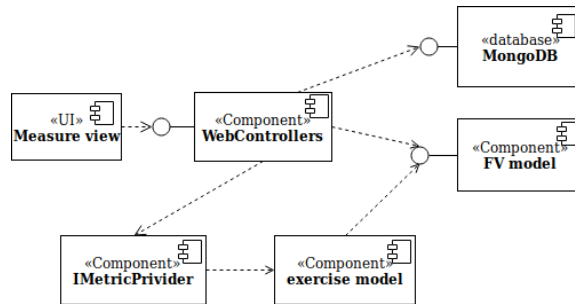 «database»
MongoDB
«UI»
Measure view
«Component»
WebControllers
«Component»
FV model
«Component»
IMetricPrivider
«Component»
exercise model